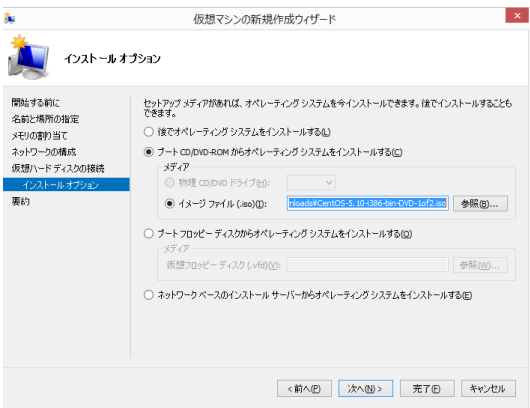 仮想マシンの新規作成ウィザード
インストール オプション
開始する前に
名前と場所の指定
メモリの割り当て
ネットワークの構成
仮想ハード ディスクの接続
インストール オプション
要約
セットアップ メディアがあれば、オペレーティング システムを今インストールできます。後でインストールすることも
できます。
後でオペレーティング システムをインストールする(L)
ブート CD/DVD-ROM からオペレーティング システムをインストールする(C)
メディア
物理 CD/DVD ドライブ(H):
イメージ ファイル (.iso)(I):
nloads¥CentOS-5.10-i386-bin-DVD-1of2.iso
参照(B)...
ブート フロッピー ディスクからオペレーティング システムをインストールする(O)
メディア
仮想フロッピー ディスク (.vfd)(V):
参照(W)...
ネットワーク ベースのインストール サーバーからオペレーティング システムをインストールする(E)
< 前へ(P)
次へ(N) >
完了(F)
キャンセル